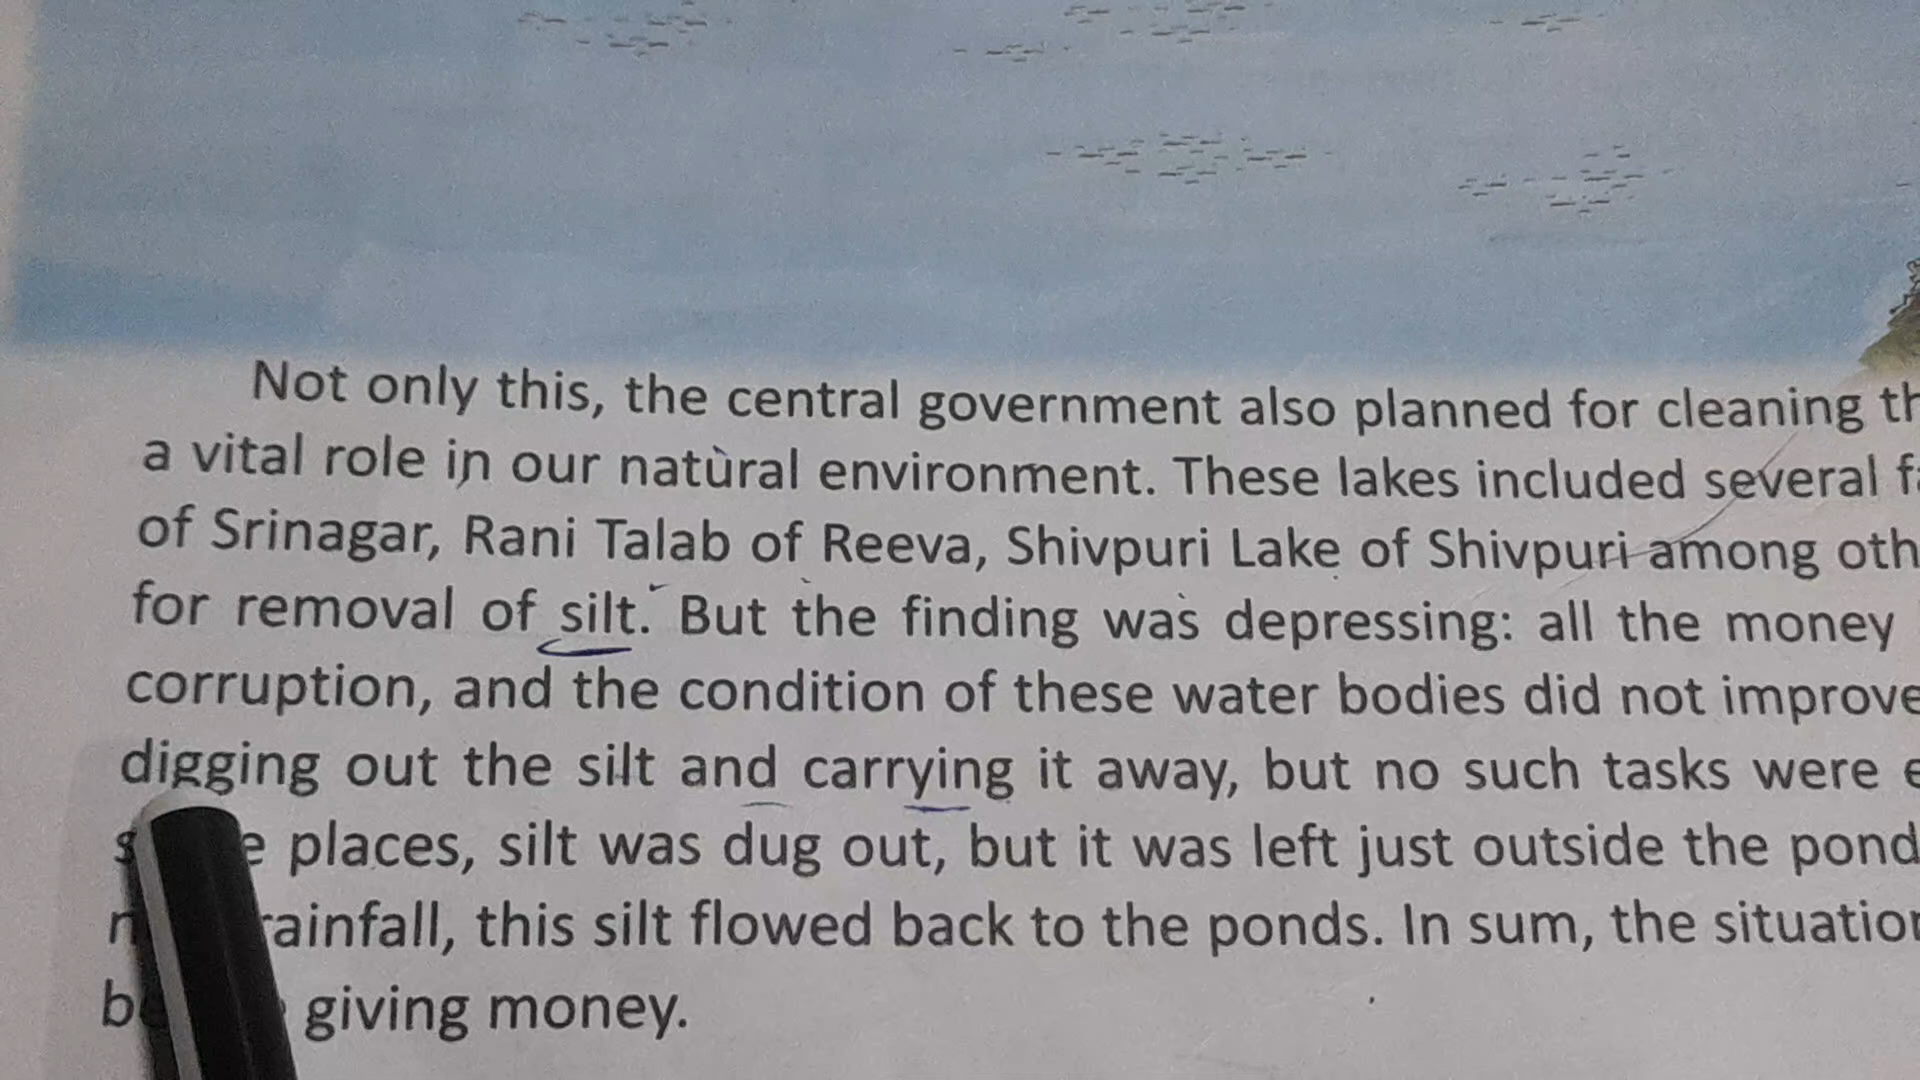 Not only this, the central government also planned for cleaning
a vital role in our natural environment. These lakes included several
of Srinagar, Rani Talab of Reeva, Shivpuri Lake of Shivpuri among
for removal of silt. But the finding was depressing: all the money
corruption, and the condition of these water bodies did not improve
digging out the silt and carrying it away, but no such tasks were
places, silt was dug out, but it was left just outside the pond
rainfall, this silt flowed back to the ponds. In sum, the situation
giving money.